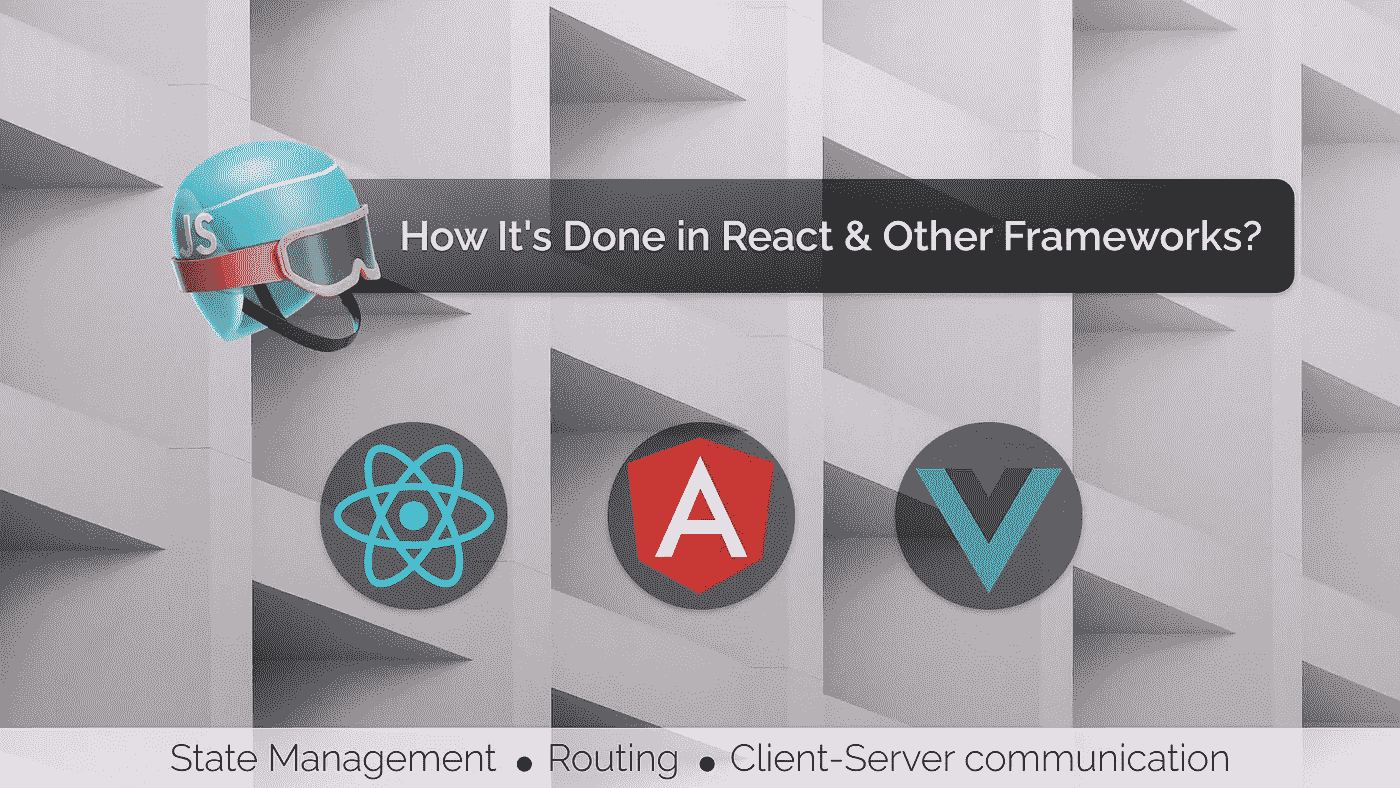 JS
How It's Done in React & Other Frameworks?
A
State Management ● Routing ● Client-Server communication